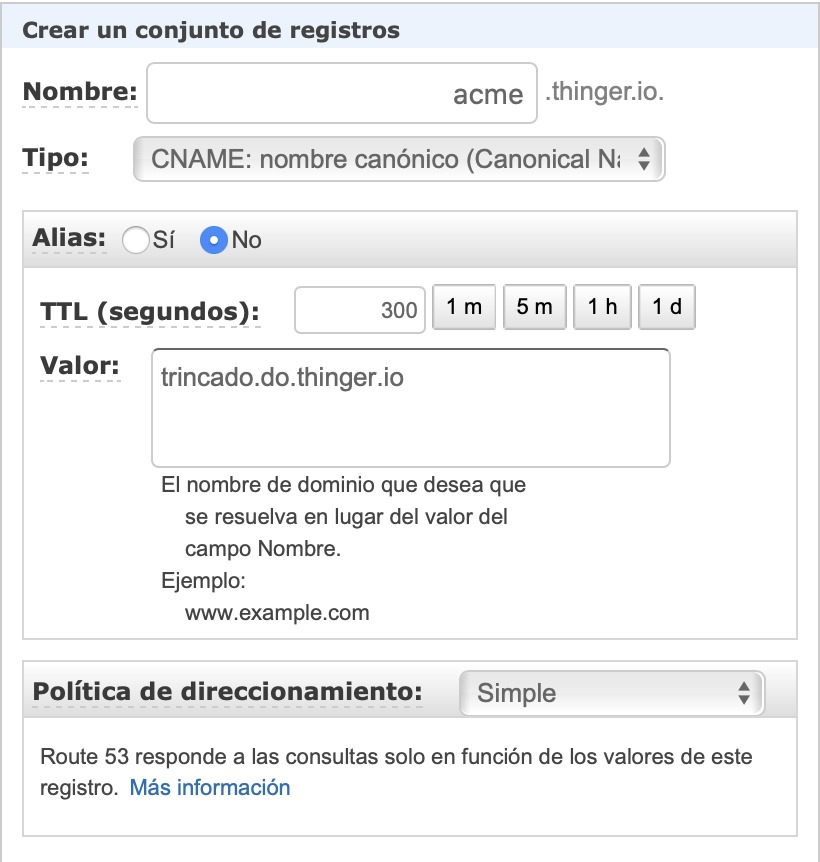 Crear un conjunto de registros
Nombre: acme .thinger.io.
Tipo: CNAME: nombre canónico (Canonical Na
Alias: Sí No
TTL (segundos): 300 1 m 5 m 1 h 1 d
Valor: trincado.do.thinger.io
El nombre de dominio que desea que
se resuelva en lugar del valor del
campo Nombre.
Ejemplo:
www.example.com
Política de direccionamiento: Simple
Route 53 responde a las consultas solo en función de los valores de este
registro. Más información